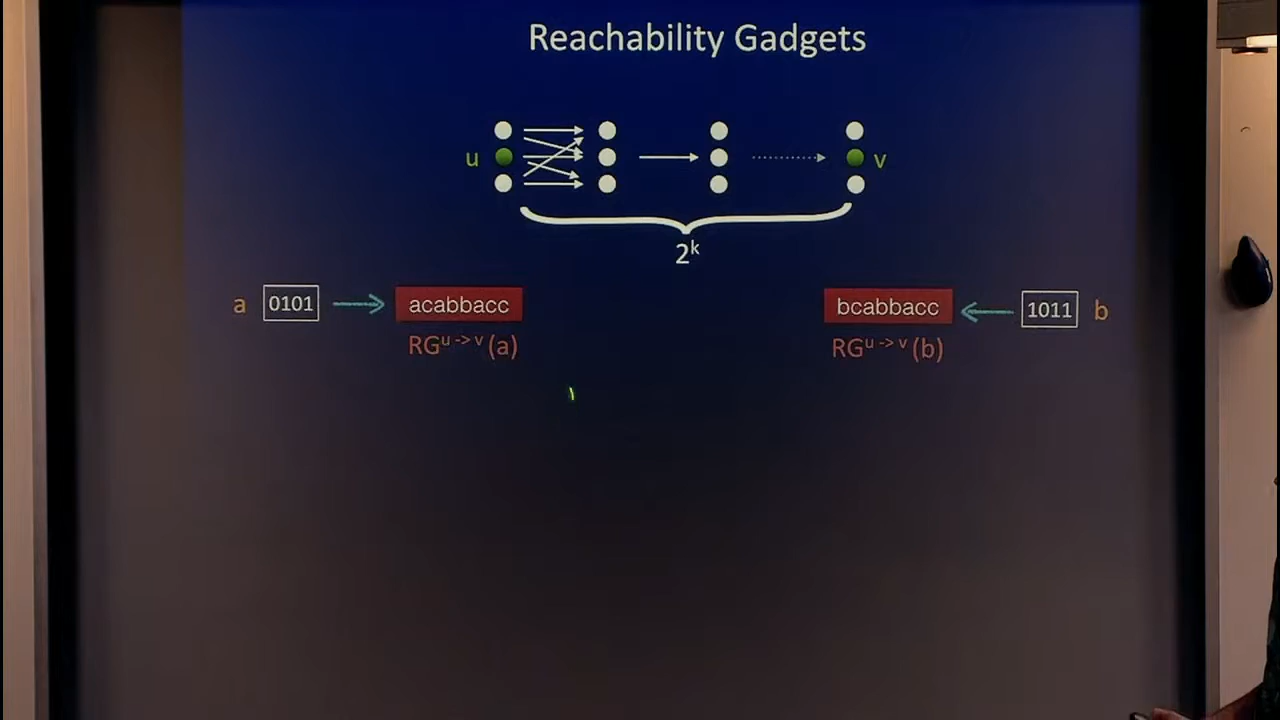 Reachability Gadgets
u v
2^k
a 0101 acabbacc bcabbacc 1011 b
RG^{u -> v} (a) RG^{u -> v} (b)